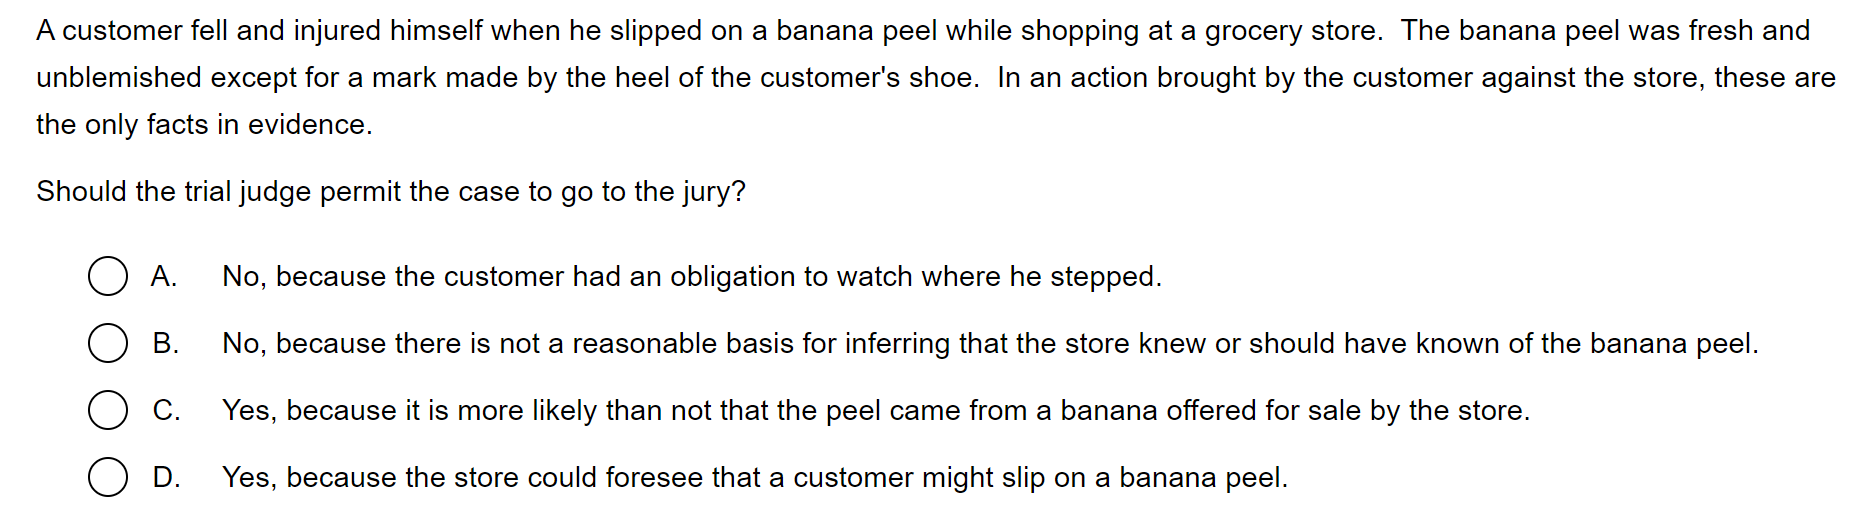 A customer fell and injured himself when he slipped on a banana peel while shopping at a grocery store.  The banana peel was fresh and
unblemished except for a mark made by the heel of the customer's shoe.  In an action brought by the customer against the store, these are
the only facts in evidence.
Should the trial judge permit the case to go to the jury?
A. No, because the customer had an obligation to watch where he stepped.
B. No, because there is not a reasonable basis for inferring that the store knew or should have known of the banana peel.
C. Yes, because it is more likely than not that the peel came from a banana offered for sale by the store.
D. Yes, because the store could foresee that a customer might slip on a banana peel.